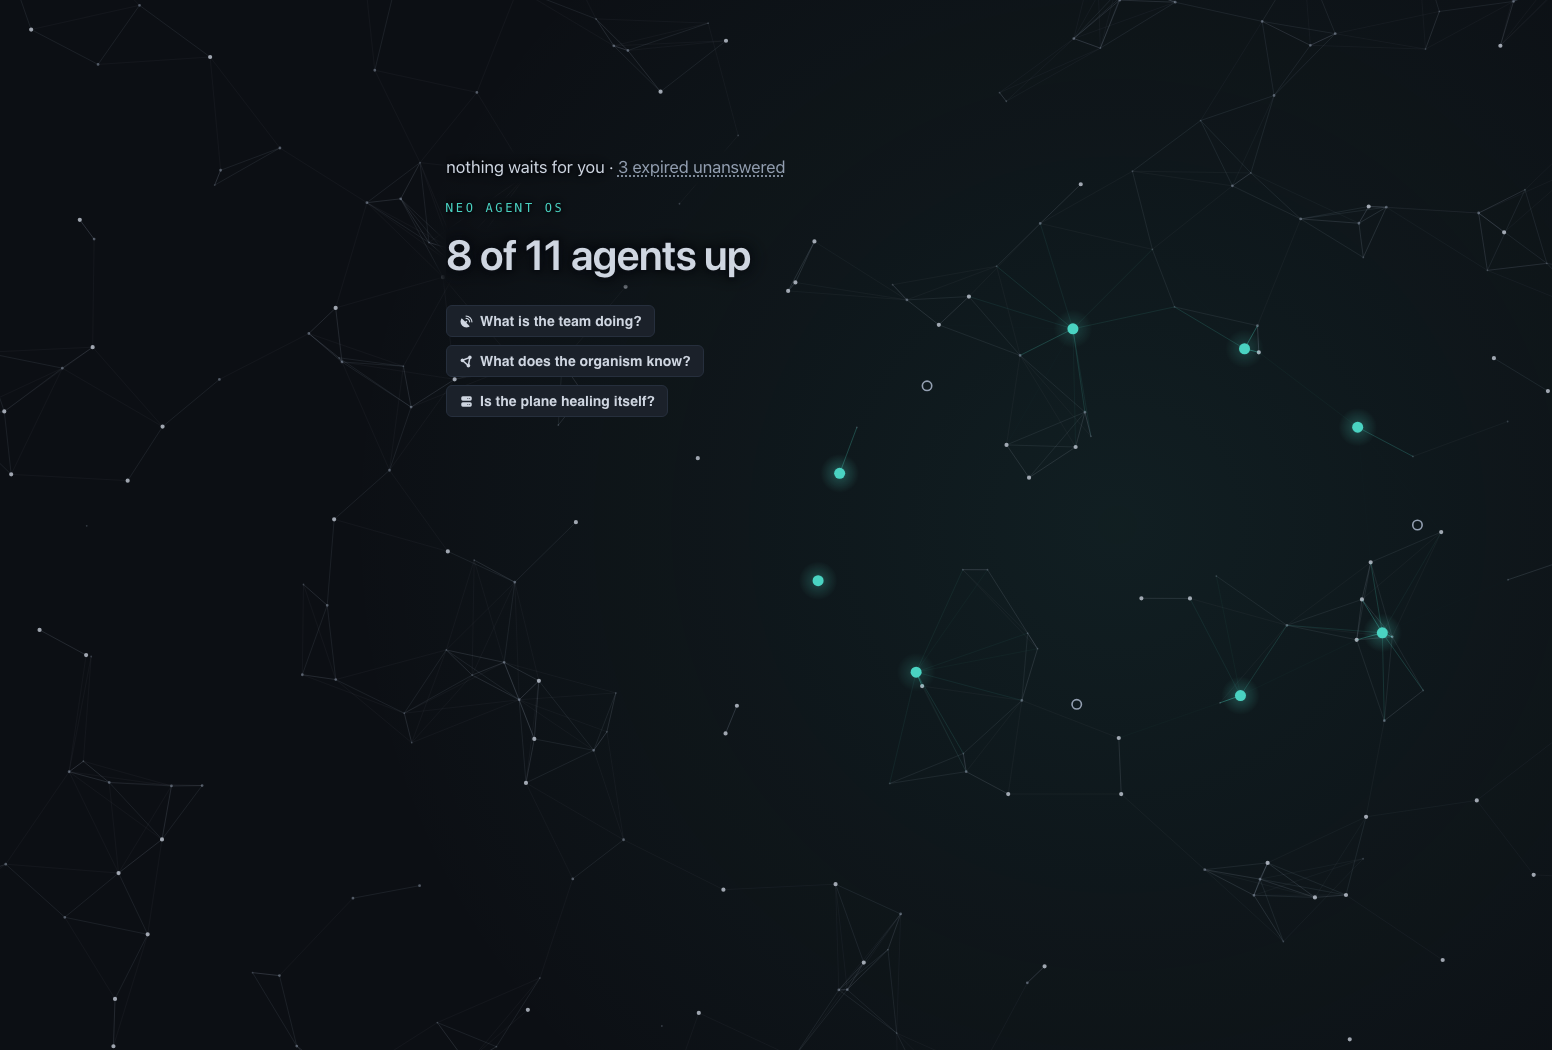 nothing waits for you · 3 expired unanswered
NEO AGENT OS
8 of 11 agents up
What is the team doing?
What does the organism know?
Is the plane healing itself?